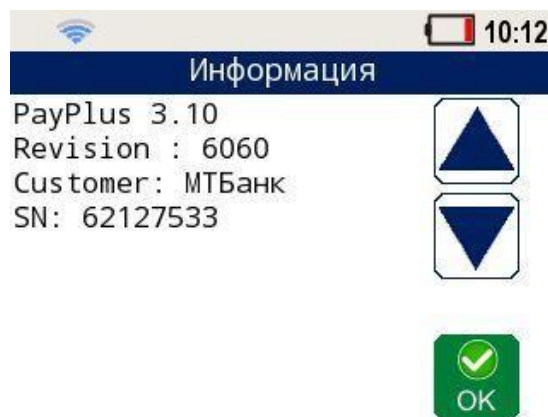 10:12
Информация
PayPlus 3.10
Revision : 6060
Customer: МТБанк
SN: 62127533
OK